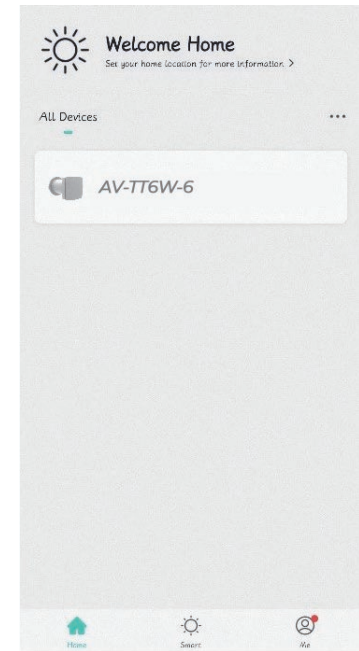 Welcome Home
Set your home location for more information >
All Devices
...
AV-TT6W-6
Home
Smart
Me